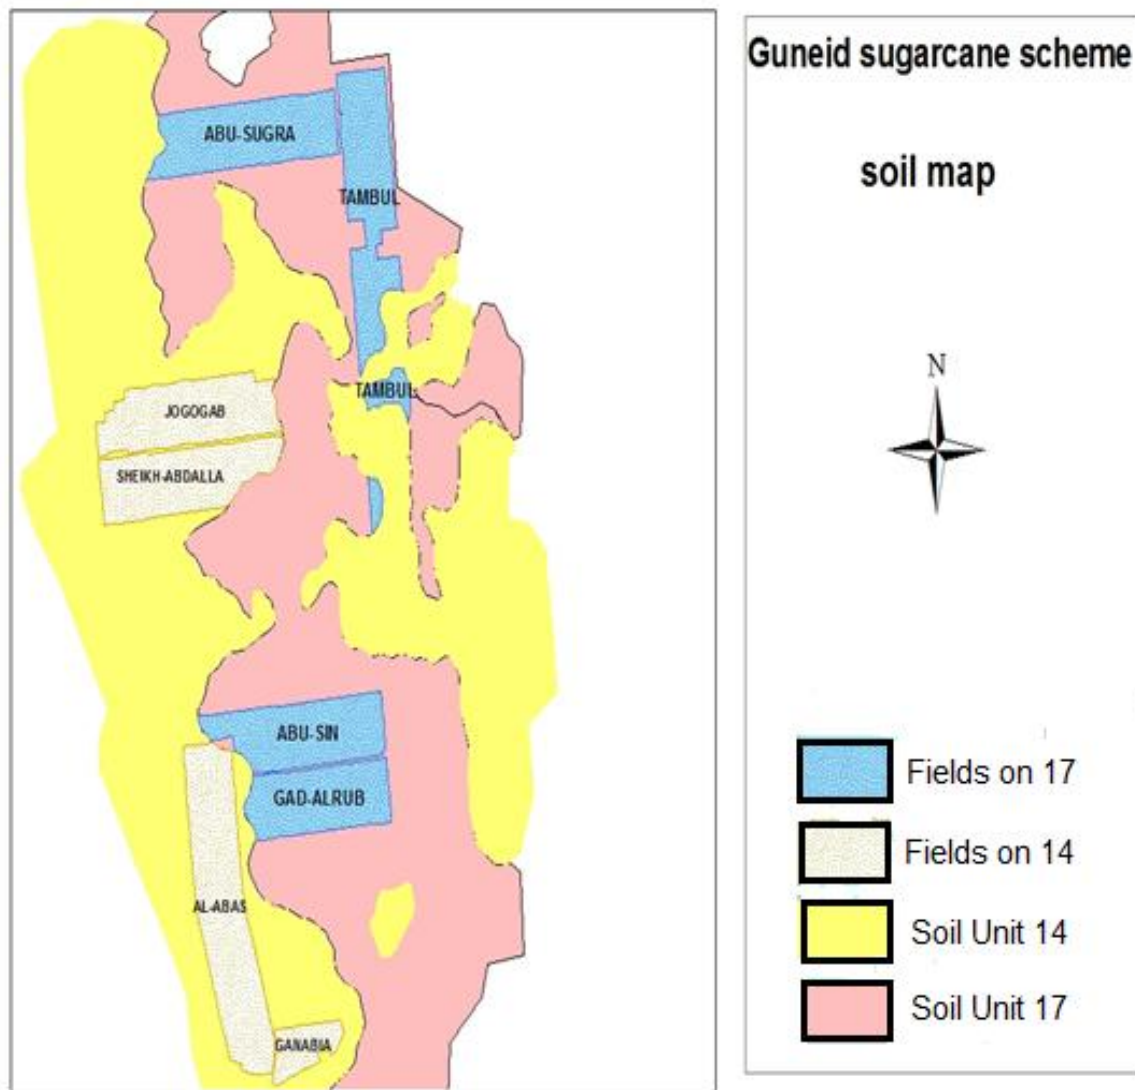 Guneid sugarcane scheme
soil map
N
ABU-SUGRA
TAMBUL
TAMBUL
JOGOGAB
SHEIKH-ABDALLA
ABU-SIN
GAD-ALRUB
AL-ABAS
GANABIA
Fields on 17
Fields on 14
Soil Unit 14
Soil Unit 17